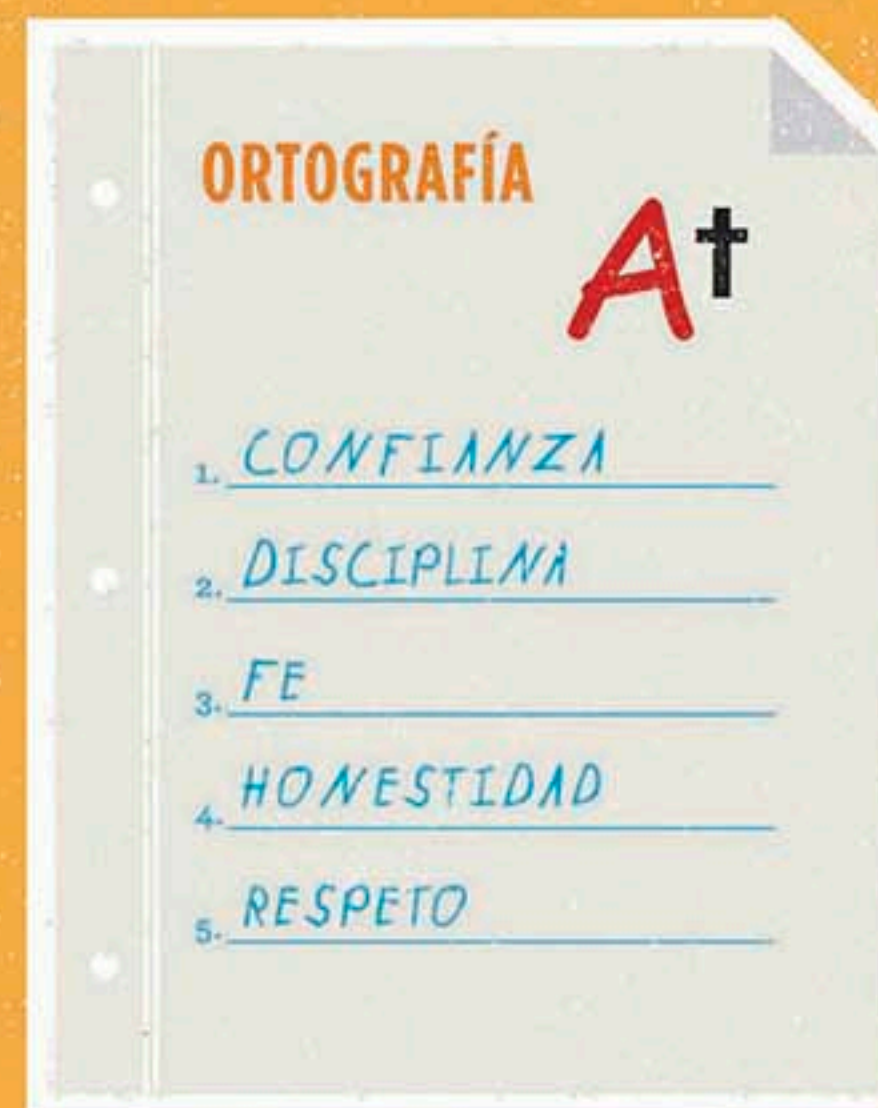 ORTOGRAFÍA
A†
1. CONFIANZA
2. DISCIPLINA
3. FE
4. HONESTIDAD
5. RESPETO